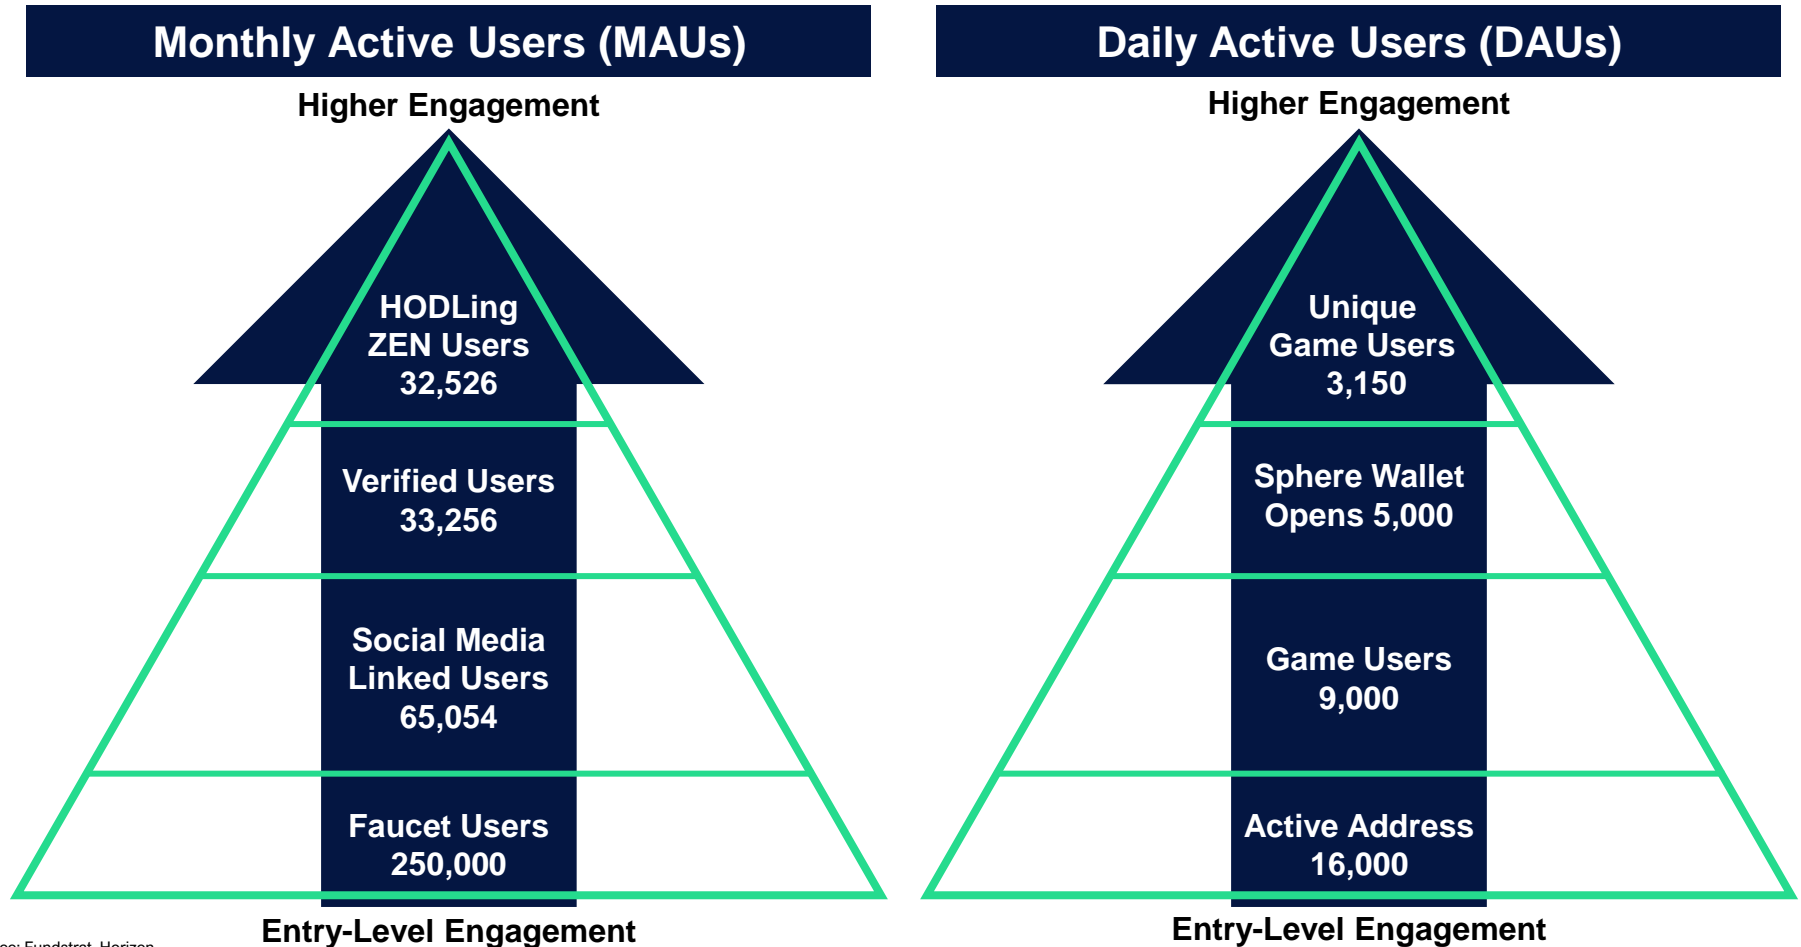 Monthly Active Users (MAUs)
Higher Engagement
HODLing
ZEN Users
32,526
Verified Users
33,256
Social Media
Linked Users
65,054
Faucet Users
250,000
Entry-Level Engagement
Daily Active Users (DAUs)
Higher Engagement
Unique
Game Users
3,150
Sphere Wallet
Opens 5,000
Game Users
9,000
Active Address
16,000
Entry-Level Engagement
Fundstrat, Horizen